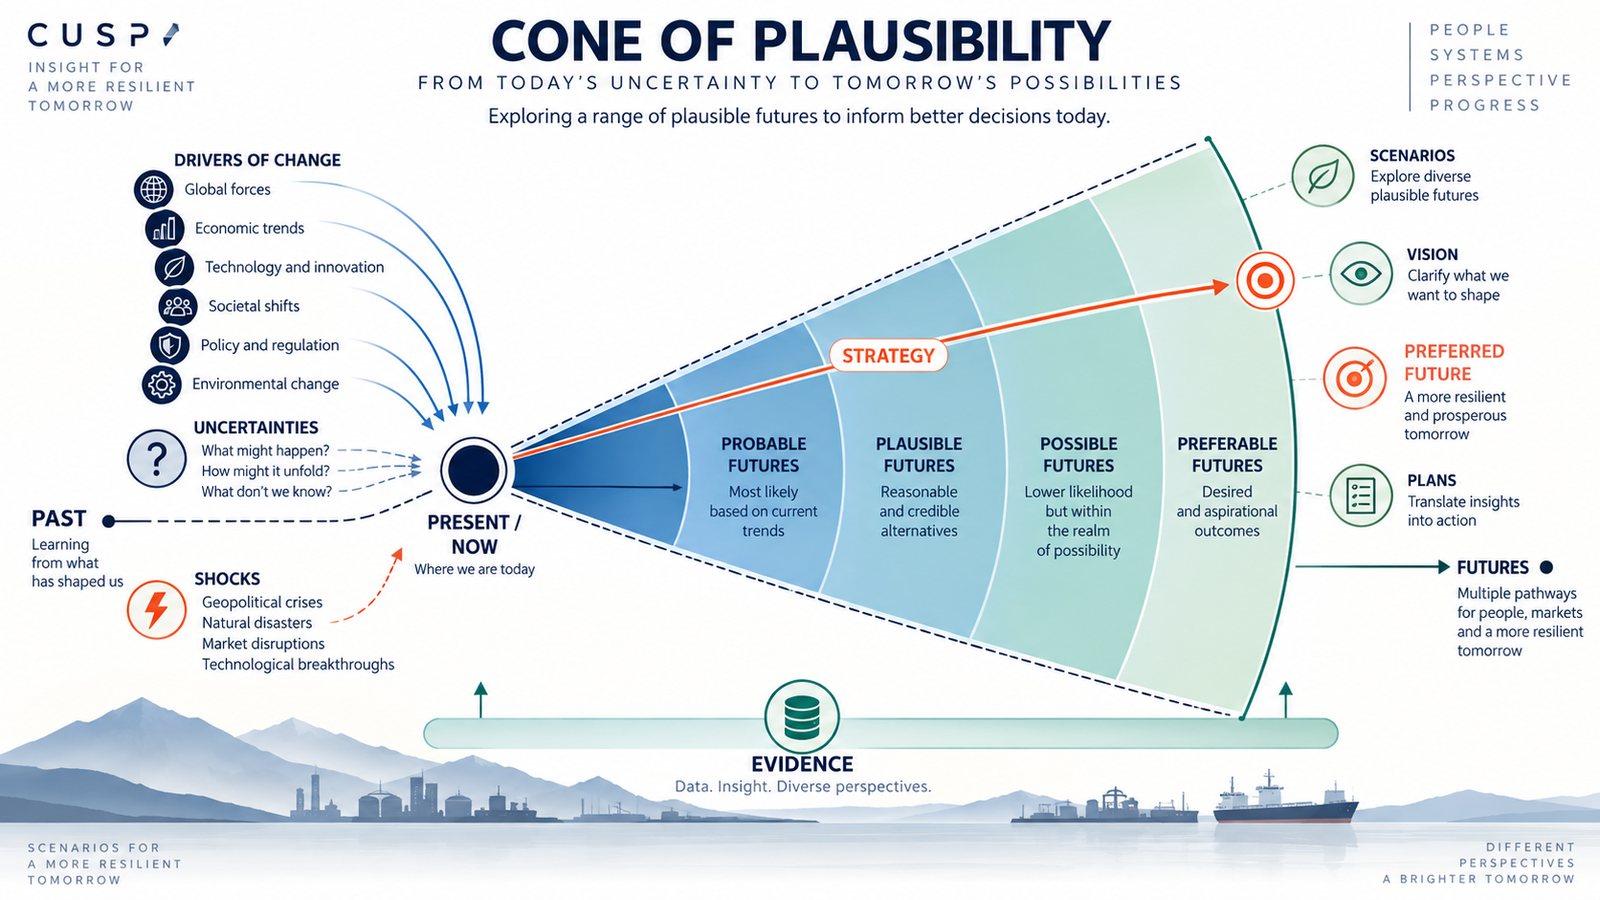 CUSP
INSIGHT FOR
A MORE RESILIENT
TOMORROW
CONE OF PLAUSIBILITY
FROM TODAY'S UNCERTAINTY TO TOMORROW'S POSSIBILITIES
Exploring a range of plausible futures to inform better decisions today.
PEOPLE
SYSTEMS
PERSPECTIVE
PROGRESS
DRIVERS OF CHANGE
Global forces
Economic trends
Technology and innovation
Societal shifts
Policy and regulation
Environmental change
UNCERTAINTIES
?
What might happen?
How might it unfold?
What don't we know?
PAST
Learning
from what
has shaped us
SHOCKS
Geopolitical crises
Natural disasters
Market disruptions
Technological breakthroughs
PRESENT /
NOW
Where we are today
STRATEGY
PROBABLE
FUTURES
Most likely
based on current
trends
PLAUSIBLE
FUTURES
Reasonable
and credible
alternatives
POSSIBLE
FUTURES
Lower likelihood
but within
the realm
of possibility
PREFERABLE
FUTURES
Desired
and aspirational
outcomes
SCENARIOS
Explore diverse
plausible futures
VISION
Clarify what we
want to shape
PREFERRED
FUTURE
A more resilient
and prosperous
tomorrow
PLANS
Translate insights
into action
FUTURES
Multiple pathways
for people, markets
and a more resilient
tomorrow
EVIDENCE
Data. Insight. Diverse perspectives.
SCENARIOS FOR
A MORE RESILIENT
TOMORROW
DIFFERENT
PERSPECTIVES
A BRIGHTER TOMORROW